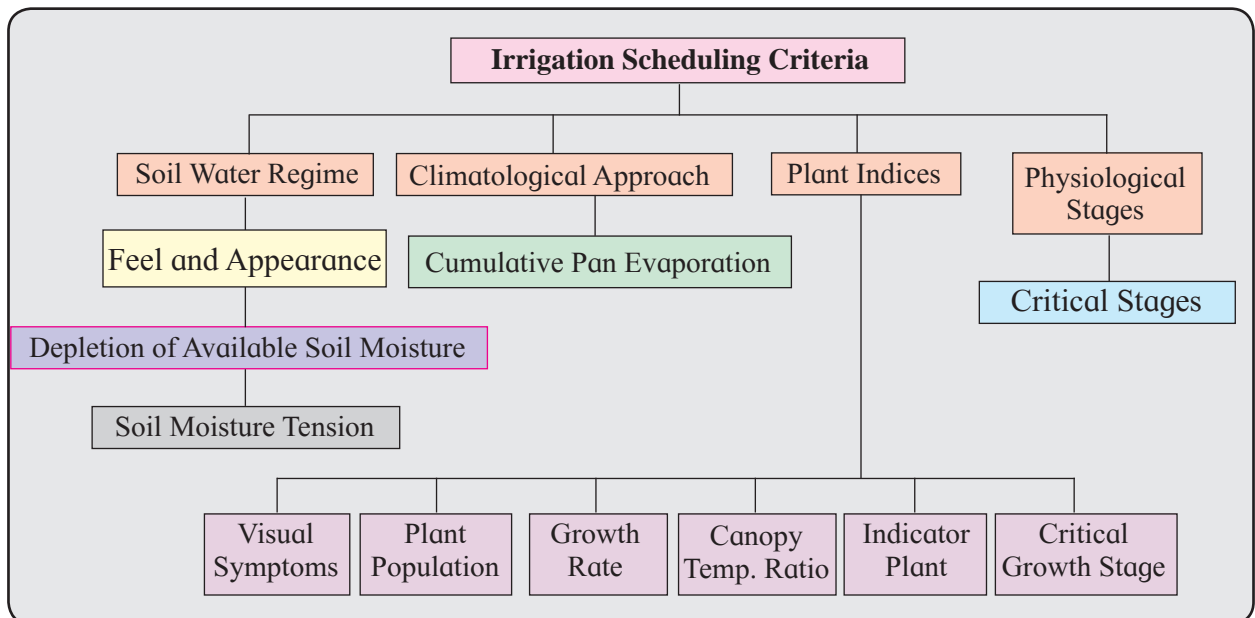 Irrigation Scheduling Criteria
Soil Water Regime
Climatological Approach
Plant Indices
Physiological
Stages
Feel and Appearance
Cumulative Pan Evaporation
Critical Stages
Depletion of Available Soil Moisture
Soil Moisture Tension
Visual
Symptoms
Plant
Population
Growth
Rate
Canopy
Temp. Ratio
Indicator
Plant
Critical
Growth Stage